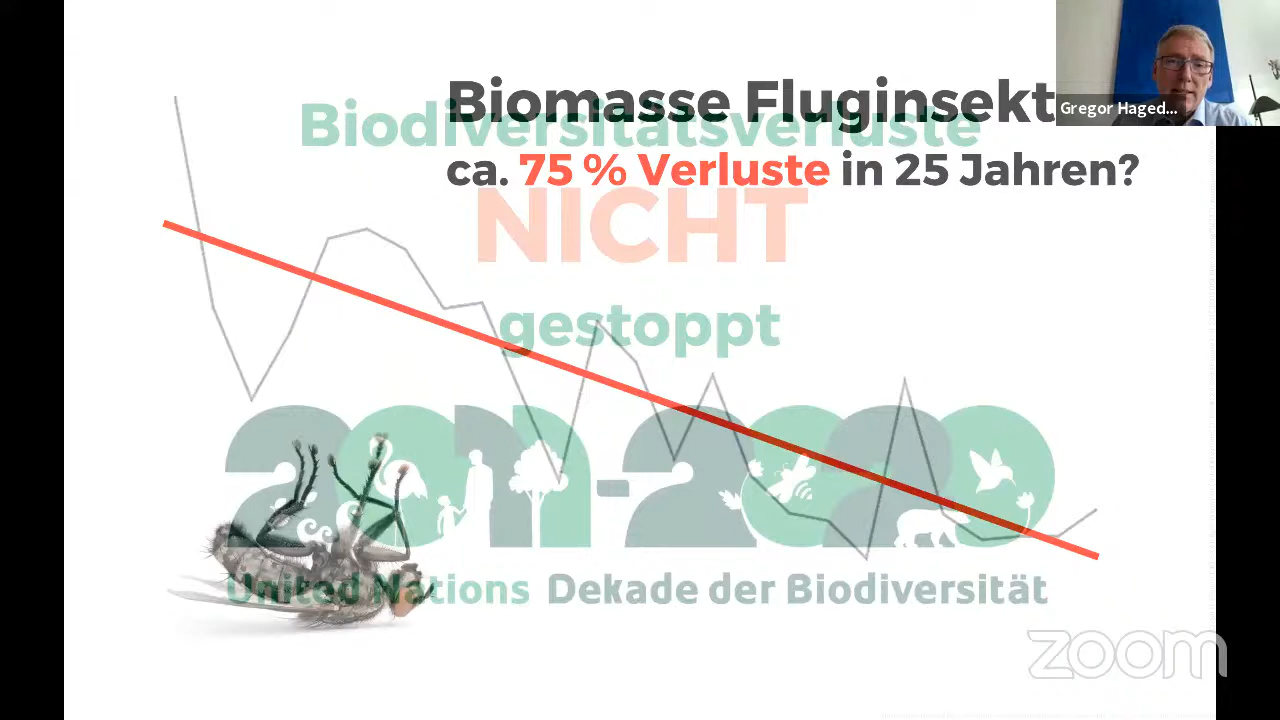 Biomasse Fluginsekt
Gregor Haged...
Biodiversitätsverluste
ca. 75 % Verluste in 25 Jahren?
NICHT
gestoppt
2011-2020
United Nations Dekade der Biodiversität
zoom